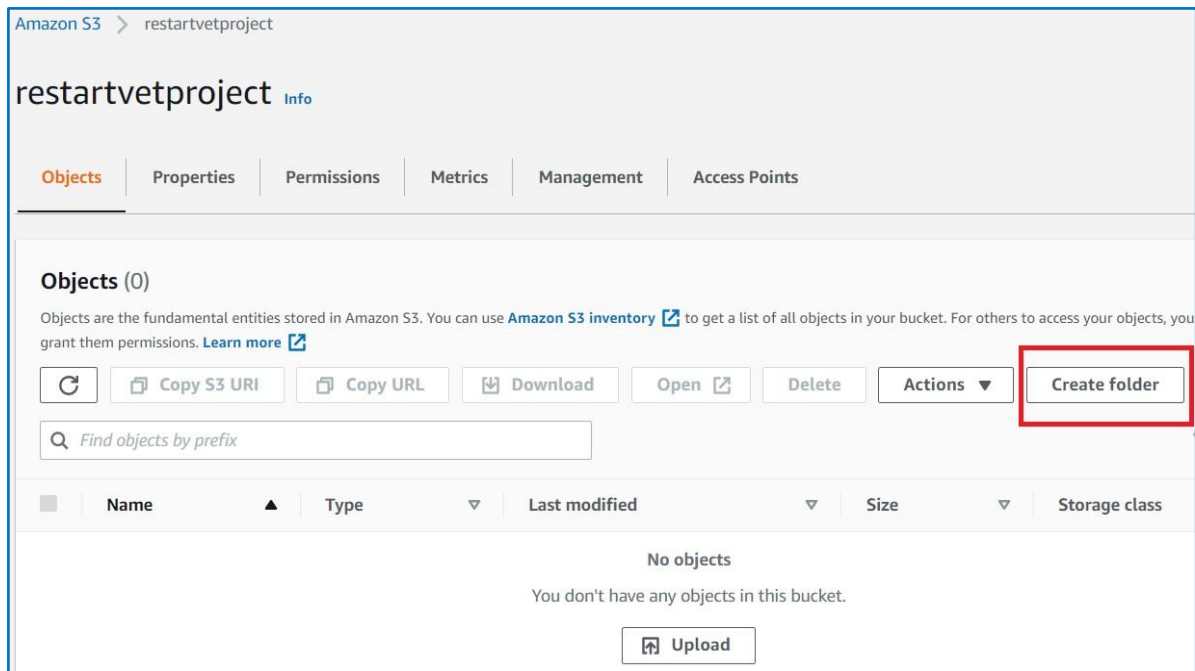 Amazon S3 > restartvetproject
restartvetproject Info
Objects Properties Permissions Metrics Management Access Points
Objects (0)
Objects are the fundamental entities stored in Amazon S3. You can use Amazon S3 inventory to get a list of all objects in your bucket. For others to access your objects, you
grant them permissions. Learn more
Copy S3 URI Copy URL Download Open Delete Actions Create folder
Find objects by prefix
Name Type Last modified Size Storage class
No objects
You don't have any objects in this bucket.
Upload